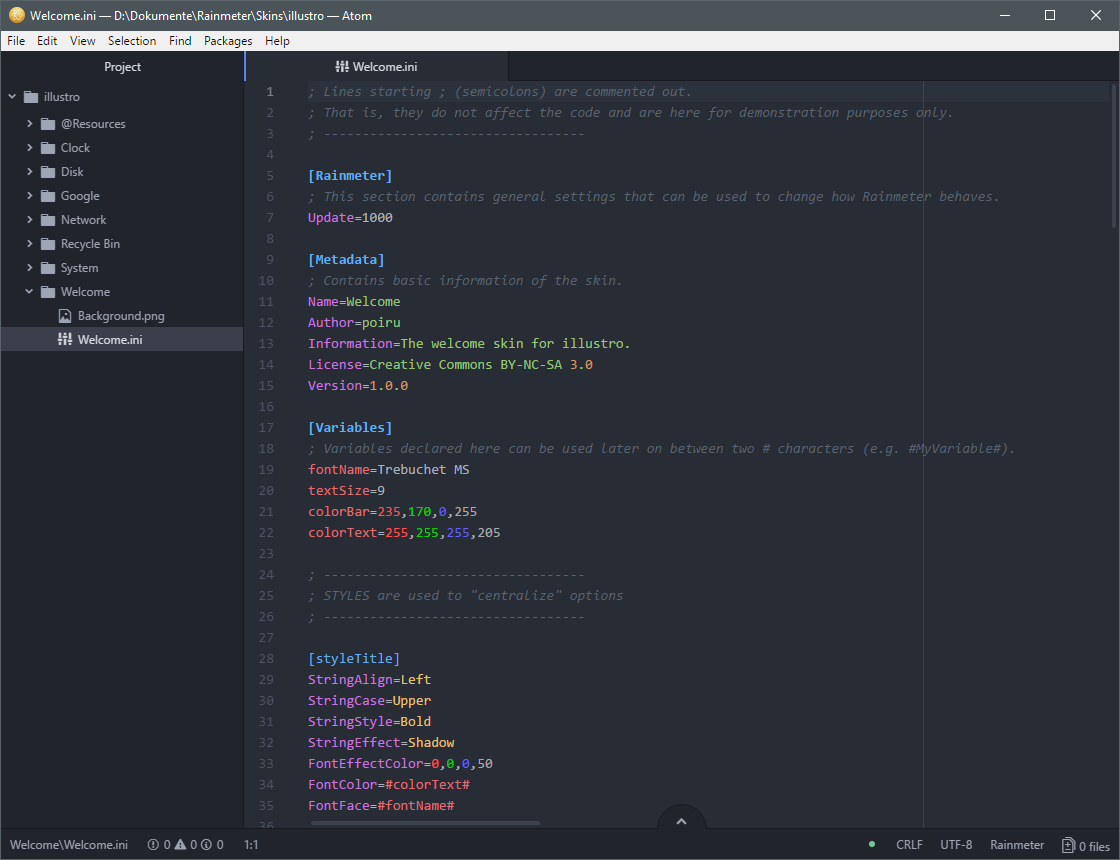 Welcome.ini — D:\Dokumente\Rainmeter\Skins\illustro — Atom
File Edit View Selection Find Packages Help
Project
illustro
@Resources
Clock
Disk
Google
Network
Recycle Bin
System
Welcome
Background.png
Welcome.ini
Welcome.ini
1 ; Lines starting ; (semicolons) are commented out.
2 ; That is, they do not affect the code and are here for demonstration purposes only.
3 ; ----------------------------------
4
5 [Rainmeter]
6 ; This section contains general settings that can be used to change how Rainmeter behaves.
7 Update=1000
8
9 [Metadata]
10 ; Contains basic information of the skin.
11 Name=Welcome
12 Author=poiru
13 Information=The welcome skin for illustro.
14 License=Creative Commons BY-NC-SA 3.0
15 Version=1.0.0
16
17 [Variables]
18 ; Variables declared here can be used later on between two # characters (e.g. #MyVariable#).
19 fontName=Trebuchet MS
20 textSize=9
21 colorBar=235,170,0,255
22 colorText=255,255,255,205
23
24 ; ----------------------------------
25 ; STYLES are used to "centralize" options
26 ; ----------------------------------
27
28 [styleTitle]
29 StringAlign=Left
30 StringCase=Upper
31 StringStyle=Bold
32 StringEffect=Shadow
33 FontEffectColor=0,0,0,50
34 FontColor=#colorText#
35 FontFace=#fontName#
36
Welcome\Welcome.ini 0 0 0 1:1 CRLF UTF-8 Rainmeter 0 files